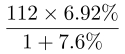 112 × 6.92%
1 + 7.6%